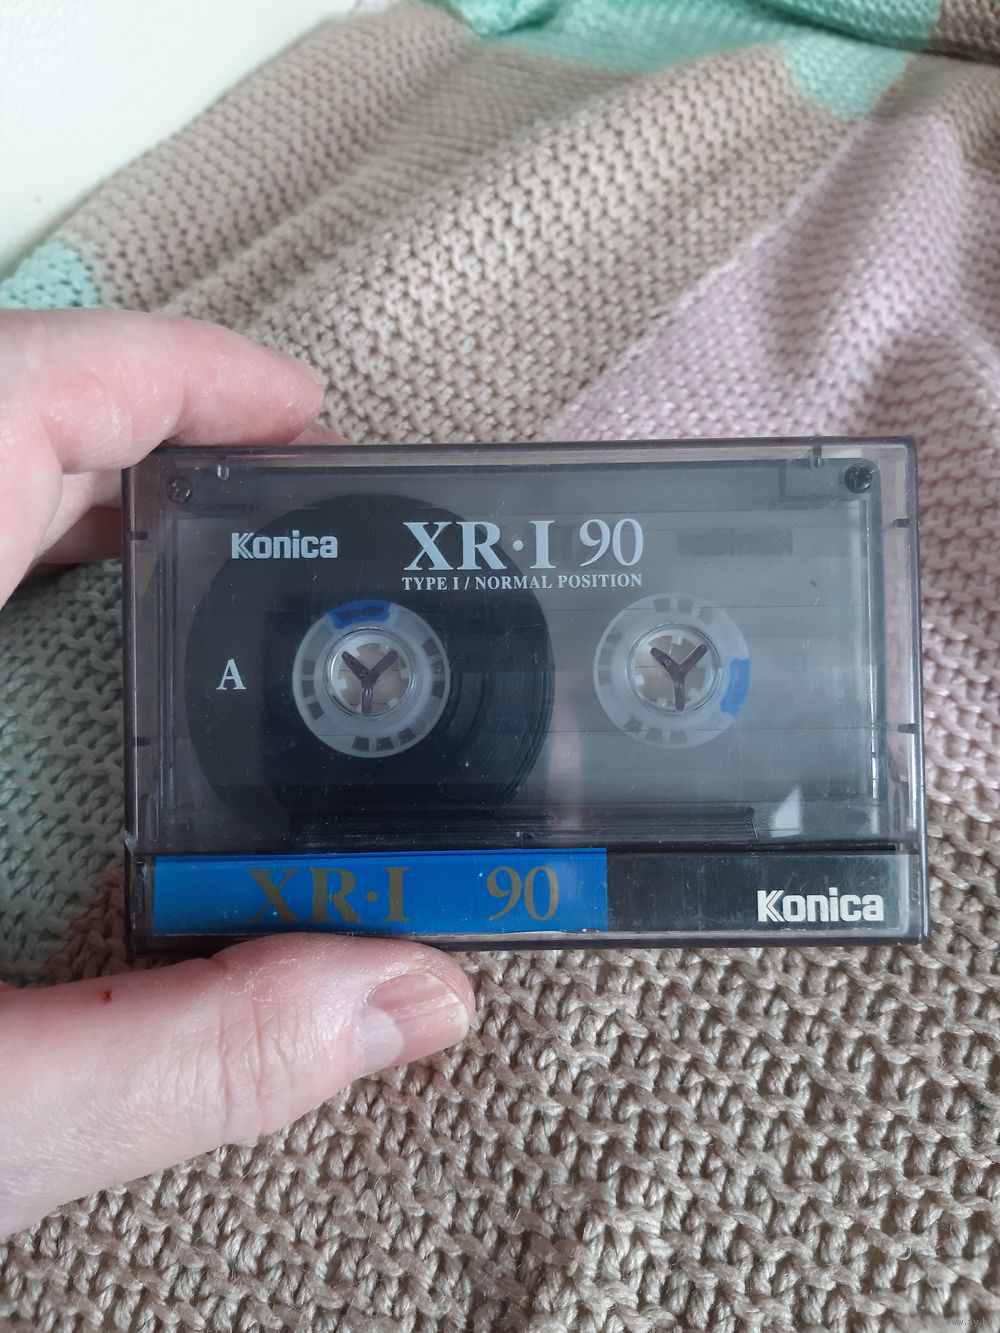 Konica
XR·I 90
TYPE I / NORMAL POSITION
A
XR·I 90
Konica